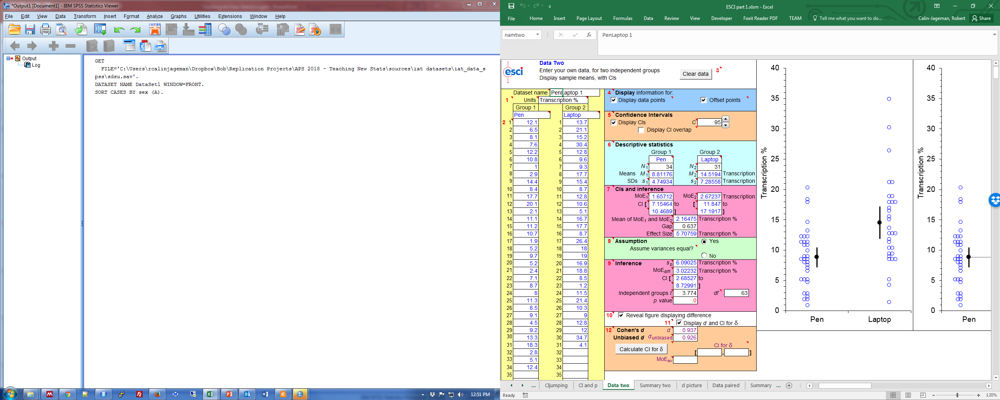 *Output1 [Document1] - IBM SPSS Statistics Viewer
File Edit View Data Transform Insert Format Analyze Graphs Utilities Extensions Window Help
Output
Log
GET
FILE='C:\Users\rcalinjageman\Dropbox\Bob\Replication Projects\APS 2018 - Teaching New Stats\sources\iat datasets\iat_data_s
pss\sdsu.sav'.
DATASET NAME DataSet1 WINDOW=FRONT.
SORT CASES BY sex (A).
12:51 PM
ESCI part 1.xlsm - Excel
File Home Insert Page Layout Formulas Data Review View Developer Foxit Reader PDF TEAM Tell me what you want to do... Calin-Jageman, Robert Share
namtwo fx PenLaptop 1
esci
Data Two
Enter your own data, for two independent groups
Display sample means, with CIs
Clear data 3
Dataset name PenLaptop 1
1 Units Transcription %
Group 1 Group 2
Pen Laptop
2 1 12.1 1 13.7
2 6.5 2 21.1
3 8.1 3 15.2
4 7.6 4 30.4
5 12.2 5 12.8
6 10.8 6 9.6
7 1 7 9.3
8 2.9 8 17.7
9 14.4 9 15.4
10 8.4 10 8.7
11 17.7 11 12.8
12 20.1 12 10.6
13 2.1 13 5.1
14 11.1 14 16.7
15 11.2 15 17.7
16 10.7 16 8.7
17 1.9 17 26.4
18 5.2 18 18
19 9.7 19 19
20 5.2 20 16.9
21 2.4 21 18.8
22 7.1 22 8.5
23 8.7 23 1.2
24 8 24 11.5
25 11.3 25 21.4
26 8.5 26 10.3
27 9.1 27 9
28 4.5 28 12.8
29 9.2 29 12
30 13.3 30 34.7
31 18.3 31 4.1
32 2.8 32
33 5.1 33
34 12.4 34
35 35
4 Display information for:
Display data points Offset points
5 Confidence Intervals
Display CIs C 95
Display CI overlap
6 Descriptive statistics
Group 1 Group 2
Pen Laptop
N1 34 N2 31
Means M1 8.81176 M2 14.5194 Transcription
SDs s1 4.74934 s2 7.28558 Transcription
7 CIs and inference
MoE1 1.65712 MoE2 2.67237 Transcription
CI [ 7.15464 to [ 11.847 to
10.4689 ] 17.1917 ]
Mean of MoE1 and MoE2 2.16475 Transcription %
Gap 0.637
Effect Size 5.70759 Transcription %
8 Assumption Yes
Assume variances equal?
No
9 Inference sp 6.09025 Transcription %
MoEdiff 3.02232 Transcription %
CI [ 2.68527 to
8.72991 ]
Independent groups t 3.774 df 63
p value .0
10 Reveal figure displaying difference
11 Display d and CI for δ
12 Cohen's d d 0.937
Unbiased d dunbiased 0.926
Calculate CI for δ CI for δ
[ , ]
MoEav
Transcription %
40
35
30
25
20
15
10
5
0
Pen Laptop
Transcription %
40
35
30
25
20
15
10
5
0
Pen
... CIjumping CI and p Data two Summary two d picture Data paired Summary ...
Ready 120%